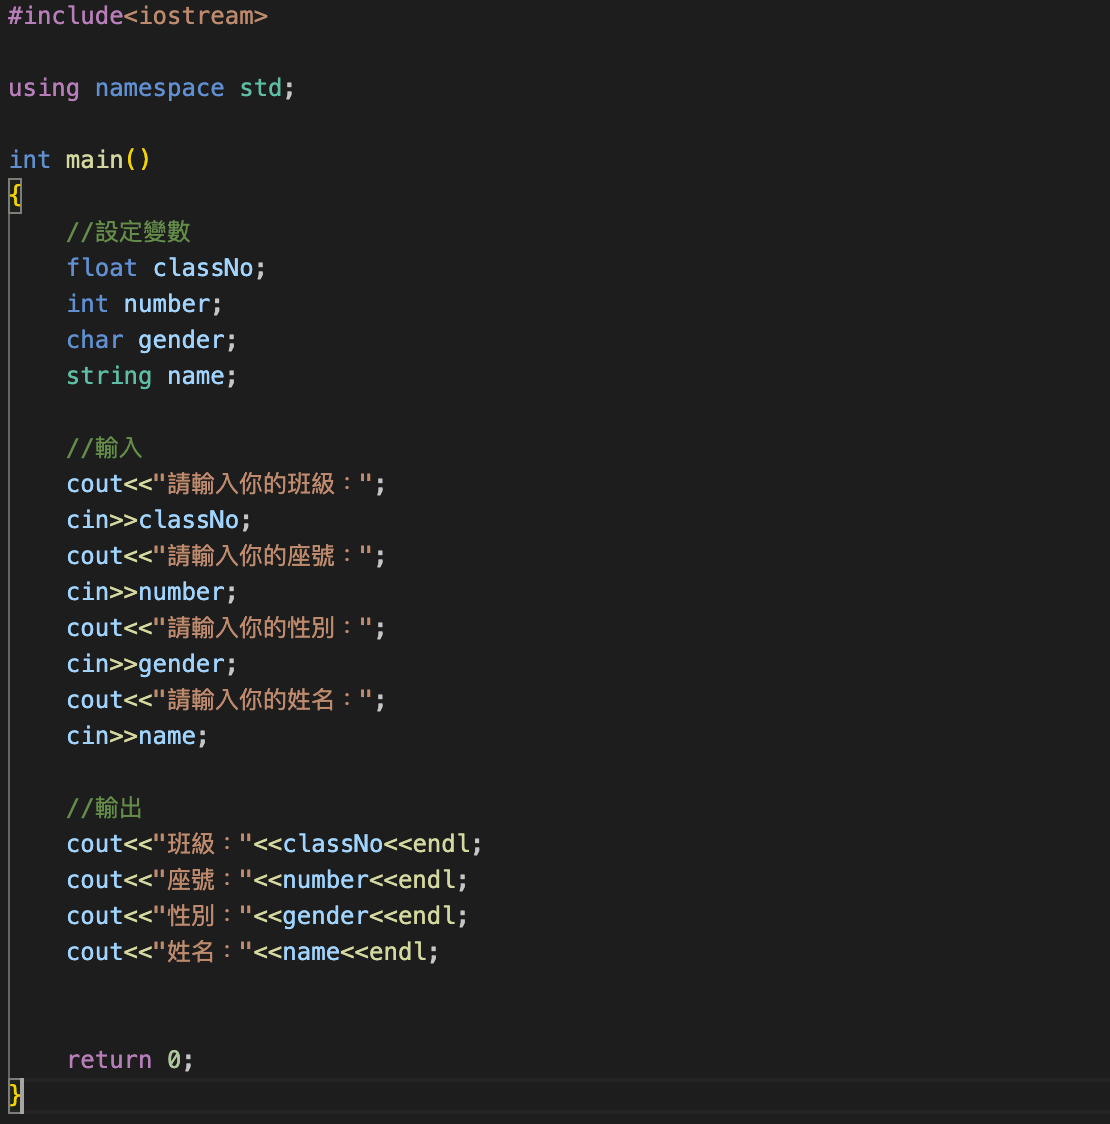 #include<iostream>
using namespace std;
int main()
{
//設定變數
float classNo;
int number;
char gender;
string name;
//輸入
cout<<"請輸入你的班級：";
cin>>classNo;
cout<<"請輸入你的座號：";
cin>>number;
cout<<"請輸入你的性別：";
cin>>gender;
cout<<"請輸入你的姓名：";
cin>>name;
//輸出
cout<<"班級："<<classNo<<endl;
cout<<"座號："<<number<<endl;
cout<<"性別："<<gender<<endl;
cout<<"姓名："<<name<<endl;
return 0;
}